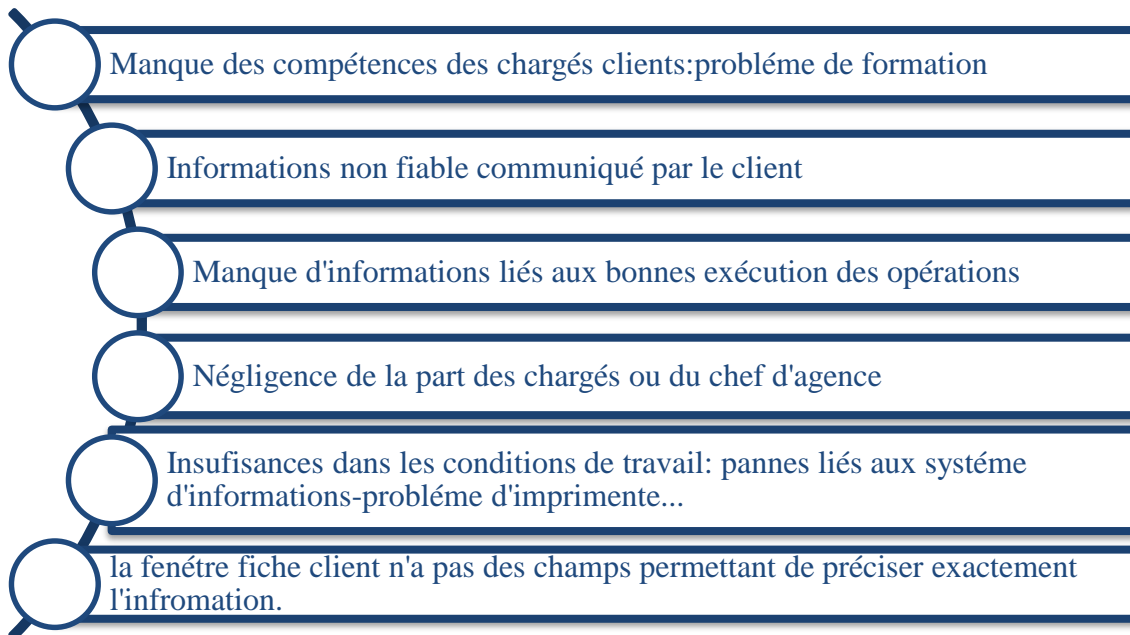 Manque des compétences des chargés clients:probléme de formation
Informations non fiable communiqué par le client
Manque d'informations liés aux bonnes exécution des opérations
Négligence de la part des chargés ou du chef d'agence
Insufisances dans les conditions de travail: pannes liés aux systéme
d'informations-probléme d'imprimente...
la fenétre fiche client n'a pas des champs permettant de préciser exactement
l'infromation.